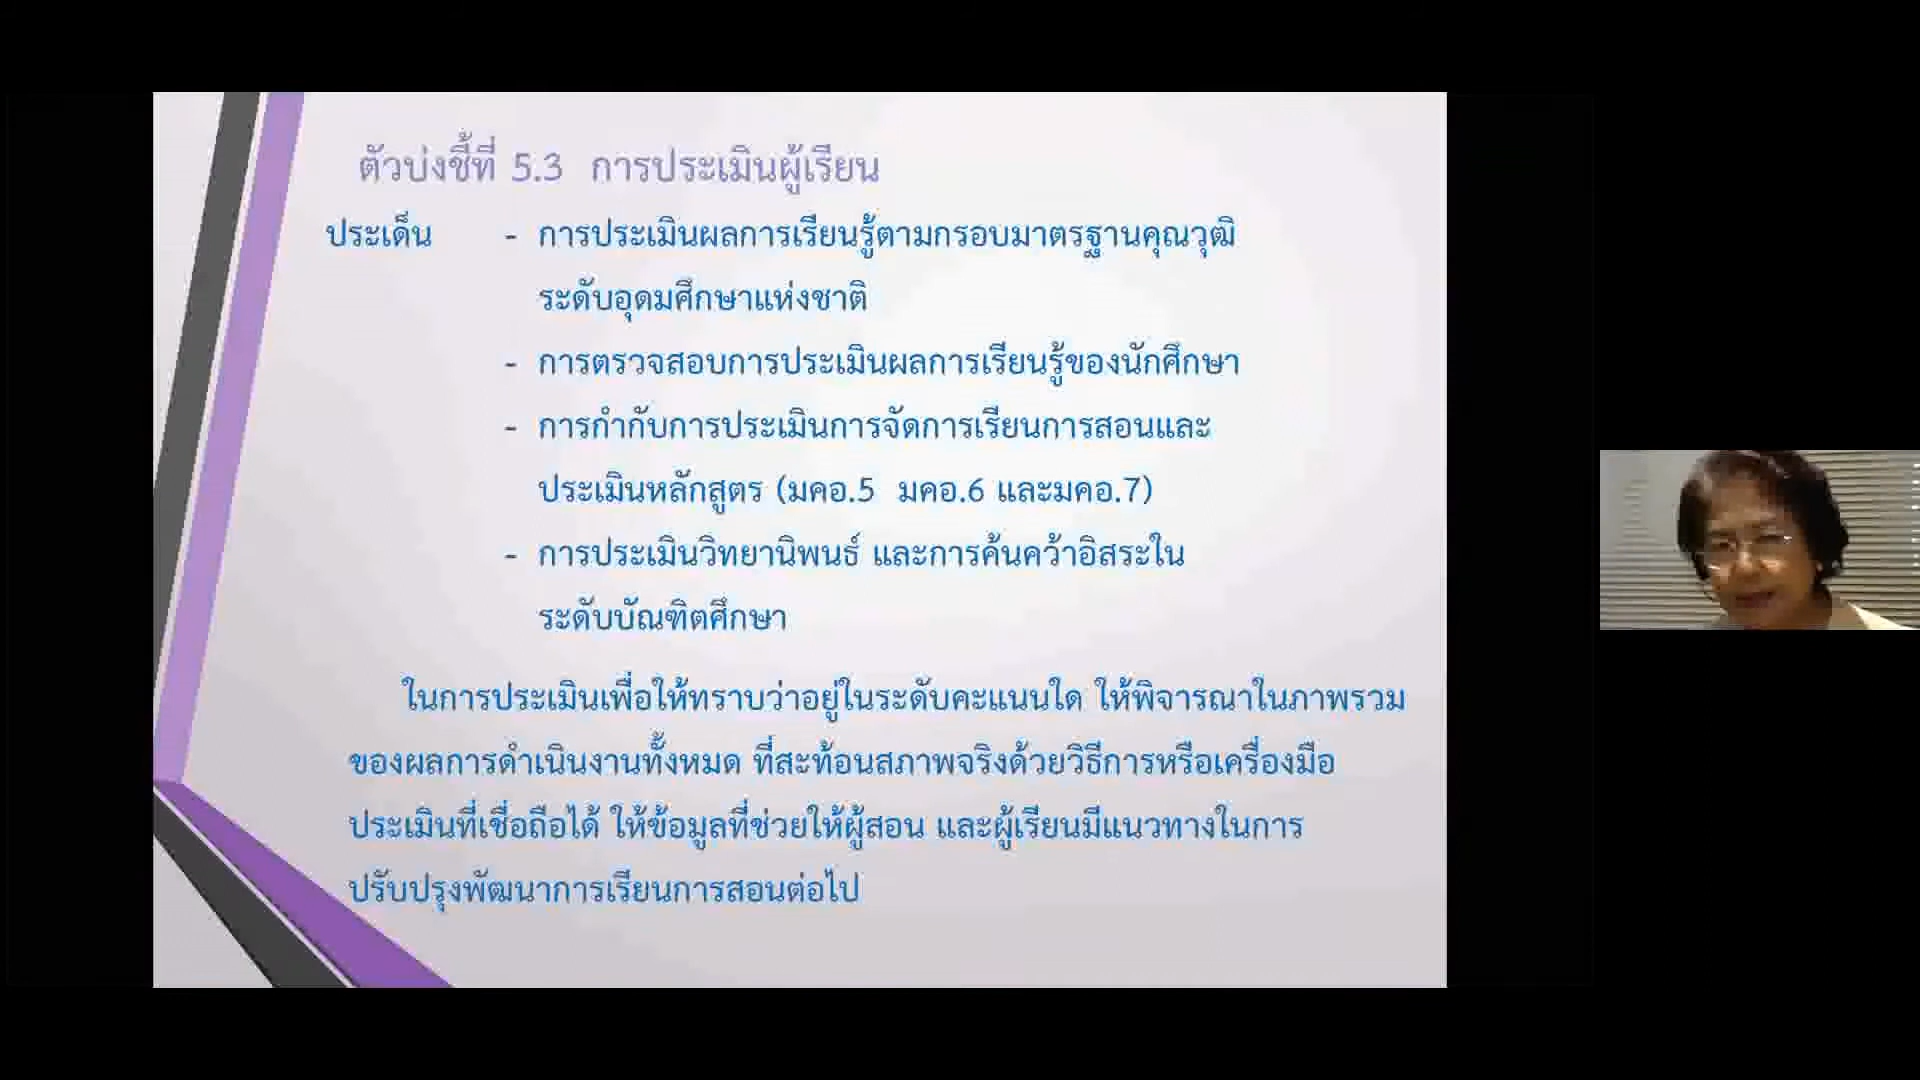 ตัวบ่งชี้ที่ 5.3 การประเมินผู้เรียน
ประเด็น - การประเมินผลการเรียนรู้ตามกรอบมาตรฐานคุณวุฒิ
ระดับอุดมศึกษาแห่งชาติ
- การตรวจสอบการประเมินผลการเรียนรู้ของนักศึกษา
- การกำกับการประเมินการจัดการเรียนการสอนและ
ประเมินหลักสูตร (มคอ.5 มคอ.6 และมคอ.7)
- การประเมินวิทยานิพนธ์ และการค้นคว้าอิสระใน
ระดับบัณฑิตศึกษา
ในการประเมินเพื่อให้ทราบว่าอยู่ในระดับคะแนนใด ให้พิจารณาในภาพรวม
ของผลการดำเนินงานทั้งหมด ที่สะท้อนสภาพจริงด้วยวิธีการหรือเครื่องมือ
ประเมินที่เชื่อถือได้ ให้ข้อมูลที่ช่วยให้ผู้สอน และผู้เรียนมีแนวทางในการ
ปรับปรุงพัฒนาการเรียนการสอนต่อไป